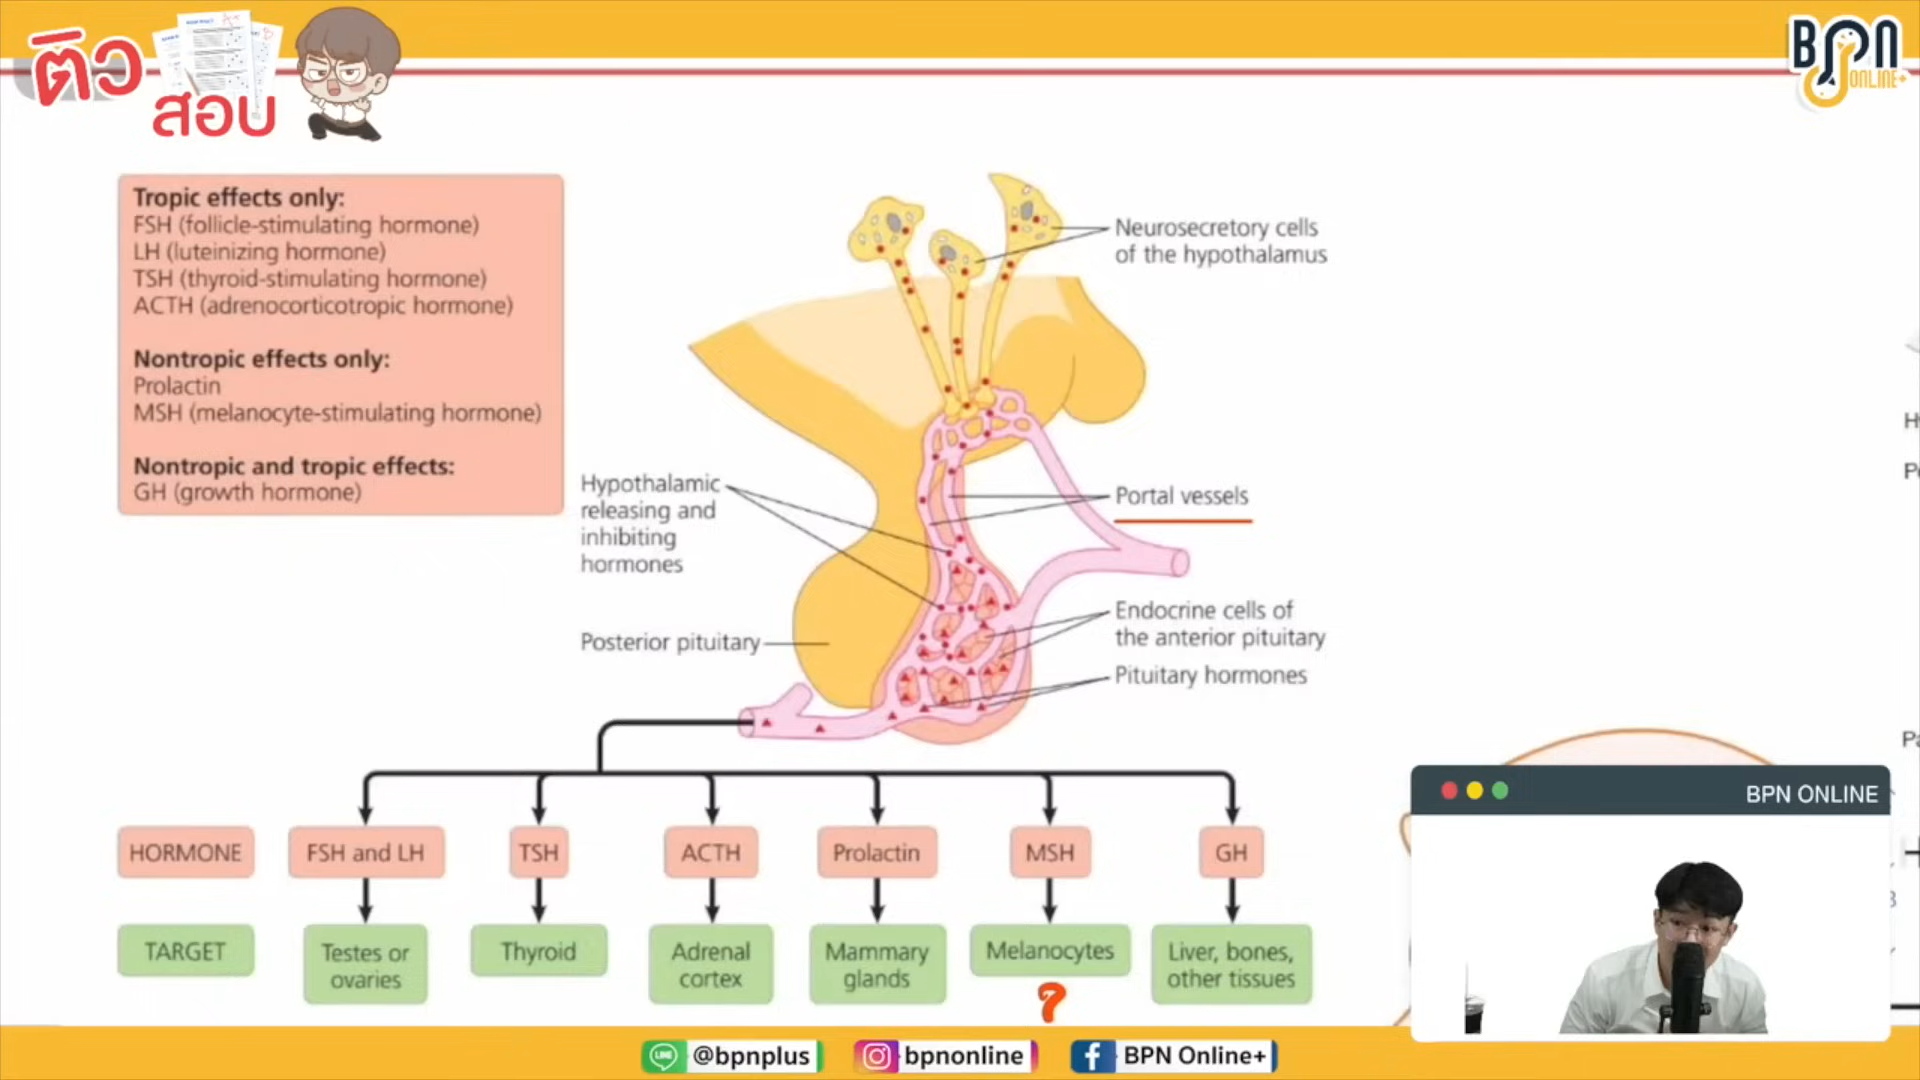 ติว
สอบ
BPN
ONLINE+
Tropic effects only:
FSH (follicle-stimulating hormone)
LH (luteinizing hormone)
TSH (thyroid-stimulating hormone)
ACTH (adrenocorticotropic hormone)
Nontropic effects only:
Prolactin
MSH (melanocyte-stimulating hormone)
Nontropic and tropic effects:
GH (growth hormone)
Neurosecretory cells
of the hypothalamus
Hypothalamic
releasing and
inhibiting
hormones
Portal vessels
Posterior pituitary
Endocrine cells of
the anterior pituitary
Pituitary hormones
HORMONE
FSH and LH
TSH
ACTH
Prolactin
MSH
GH
TARGET
Testes or
ovaries
Thyroid
Adrenal
cortex
Mammary
glands
Melanocytes
Liver, bones,
other tissues
?
BPN ONLINE
LINE
@bpnplus
bpnonline
BPN Online+